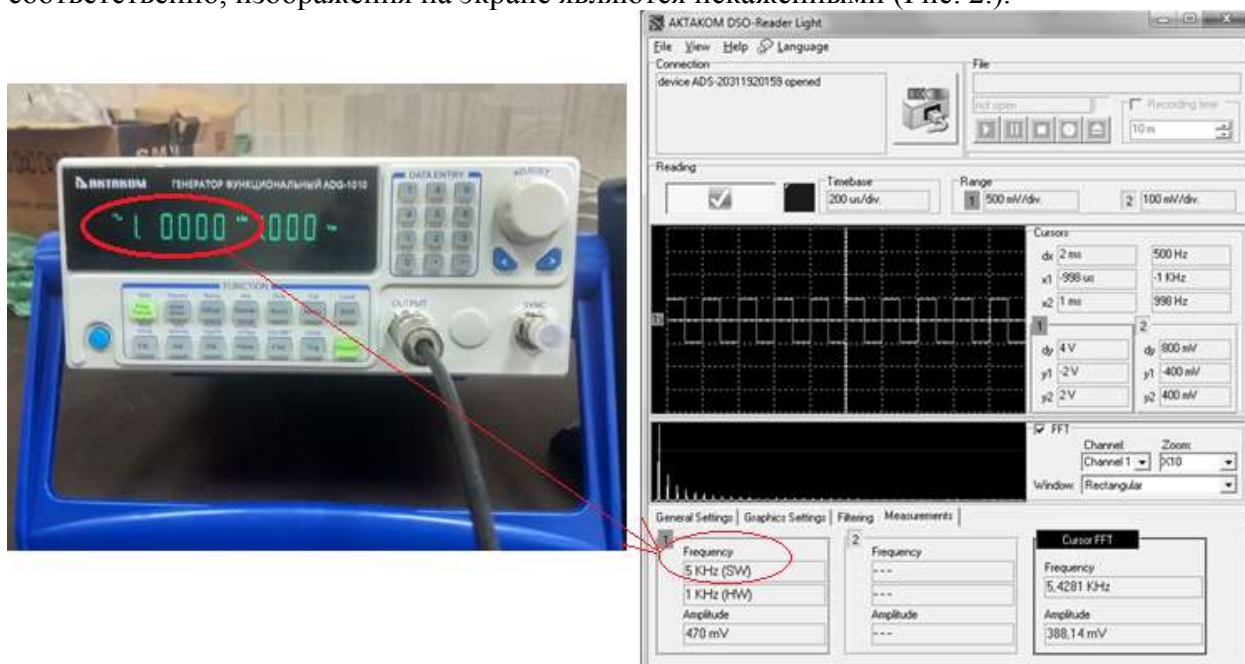 соответственно, изображения на экране являются неискаженными (Рис. 2.).
AKTAKOM DSO-Reader Light
File View Help Language
Connection
File
device ADS-20311920159 opened
not open
Recording time
10 m
Reading
Timebase
Range
200 us/div.
1 500 mV/div.
2 100 mV/div.
Cursors
dx 2 ms 500 Hz
x1 -998 us -1 KHz
x2 1 ms 998 Hz
1 2
dy 4 V dy 800 mV
y1 -2 V y1 -400 mV
y2 2 V y2 400 mV
FFT
Channel: Zoom:
Channel 1 X10
Window: Rectangular
General Settings Graphics Settings Filtering Measurements
1 2 Cursor FFT
Frequency Frequency Frequency
5 KHz (SW) --- 5,4281 KHz
1 KHz (HW) ---
Amplitude Amplitude Amplitude
470 mV --- 388,14 mV
АКТАКОМ ГЕНЕРАТОР ФУНКЦИОНАЛЬНЫЙ ADG-1010
DATA ENTRY
ADJUST
FUNCTION
OUTPUT
SYNC